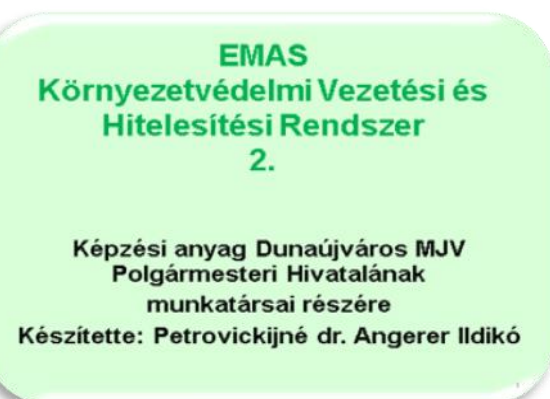 EMAS
Környezetvédelmi Vezetési és
Hitelesítési Rendszer
2.
Képzési anyag Dunaújváros MJV
Polgármesteri Hivatalának
munkatársai részére
Készítette: Petrovickijné dr. Angerer Ildikó